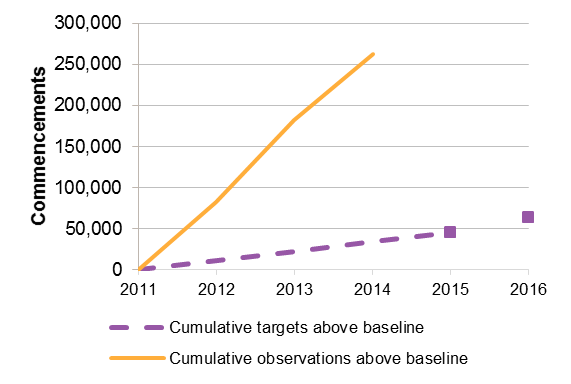 300,000
250,000
200,000
150,000
100,000
50,000
0
Commencements
2011 2012 2013 2014 2015 2016
Cumulative targets above baseline
Cumulative observations above baseline